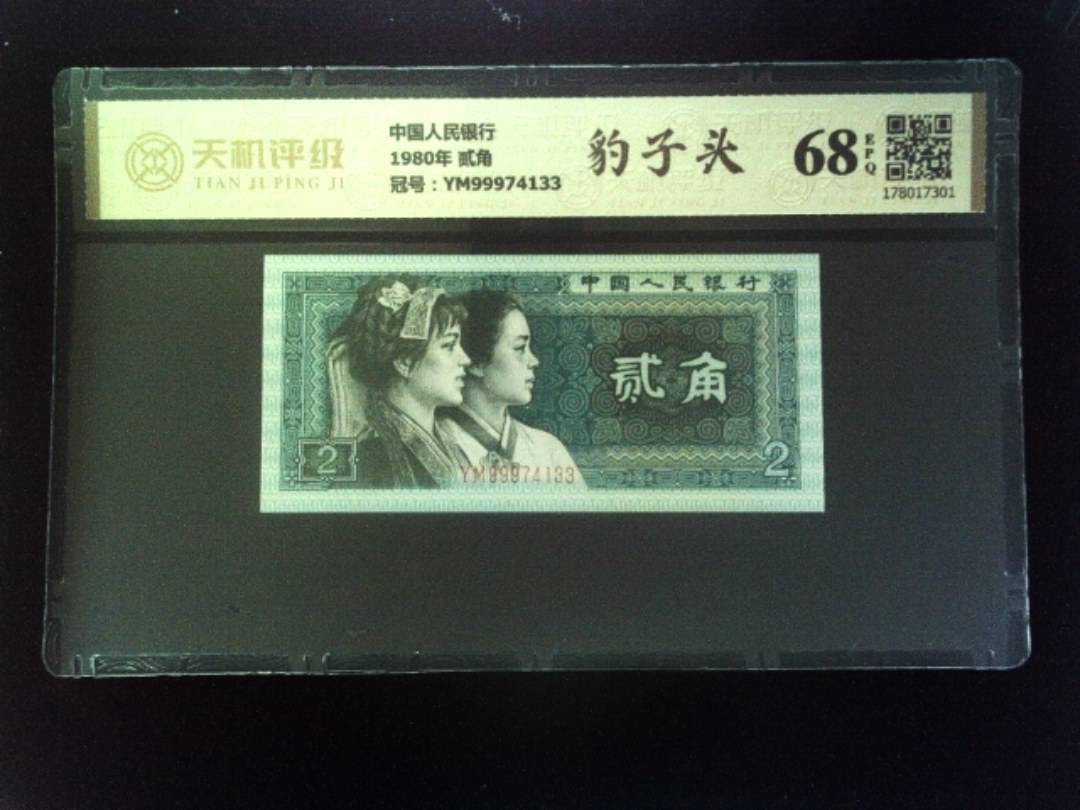 天机评级
TIAN JI PING JI
中国人民银行
1980年 贰角
冠号：YM99974133
豹子头
68
EPQ
178017301
中国人民银行
贰角
2
YM99974133
2